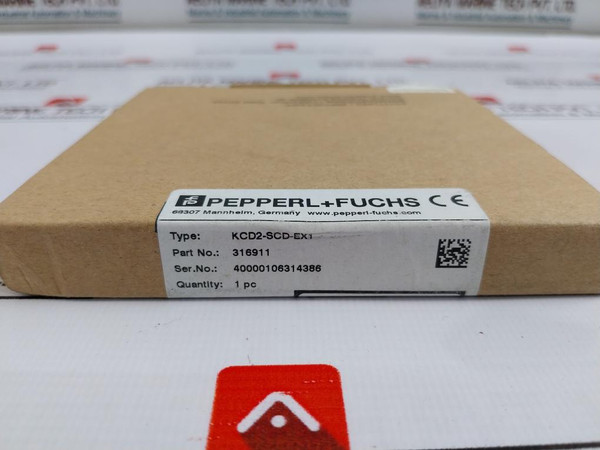 PEPPERL+FUCHS CE
68307 Mannheim, Germany www.pepperl-fuchs.com
Type: KCD2-SCD-EX1
Part No.: 316911
Ser.No.: 40000106314386
Quantity: 1 pc